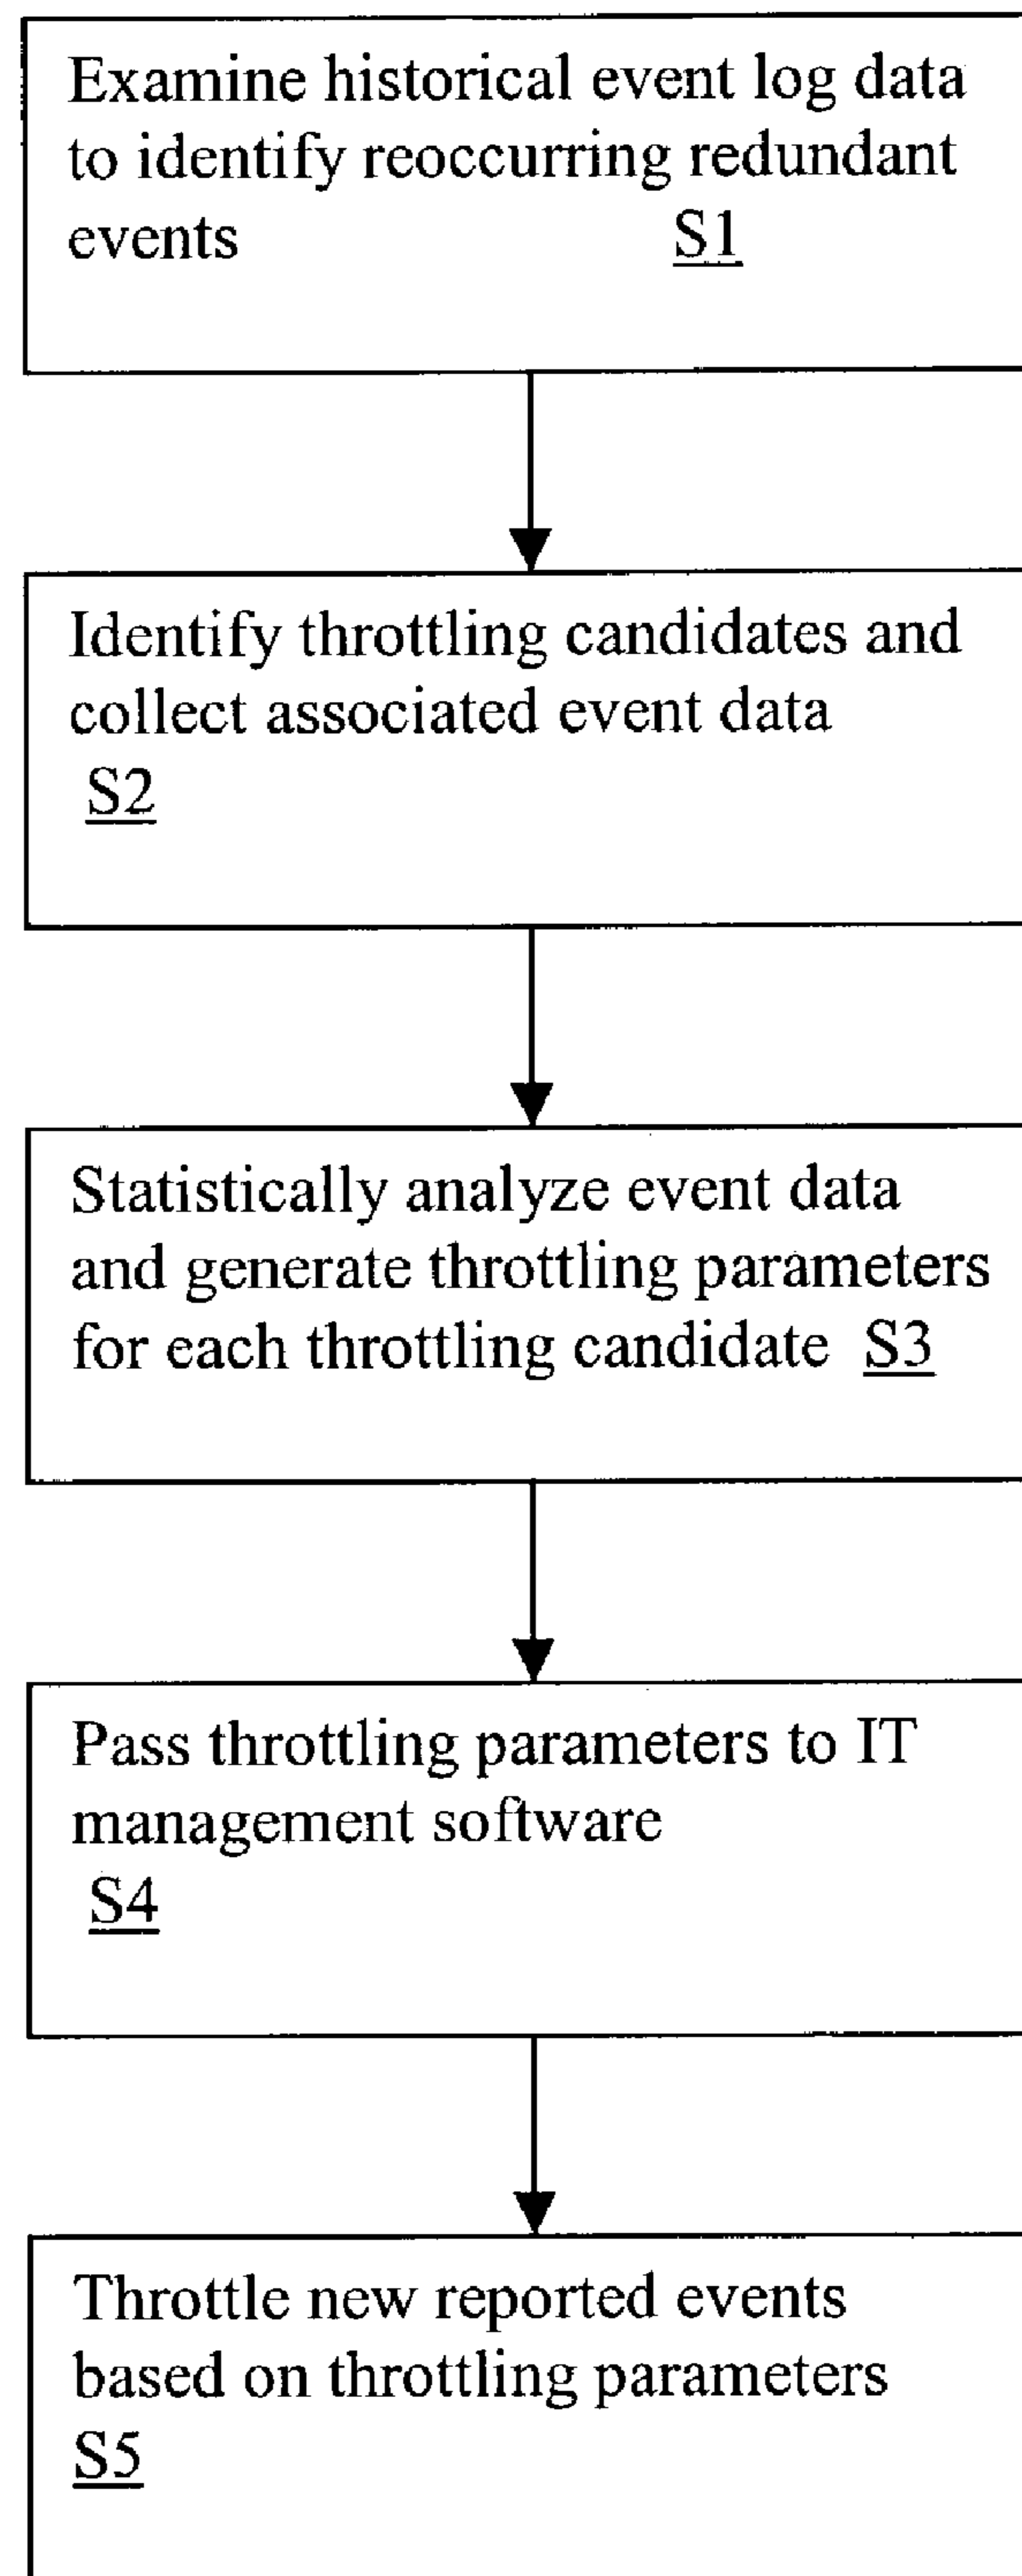 Examine historical event log data
to identify reoccurring redundant
events S1
Identify throttling candidates and
collect associated event data
S2
Statistically analyze event data
and generate throttling parameters
for each throttling candidate S3
Pass throttling parameters to IT
management software
S4
Throttle new reported events
based on throttling parameters
S5